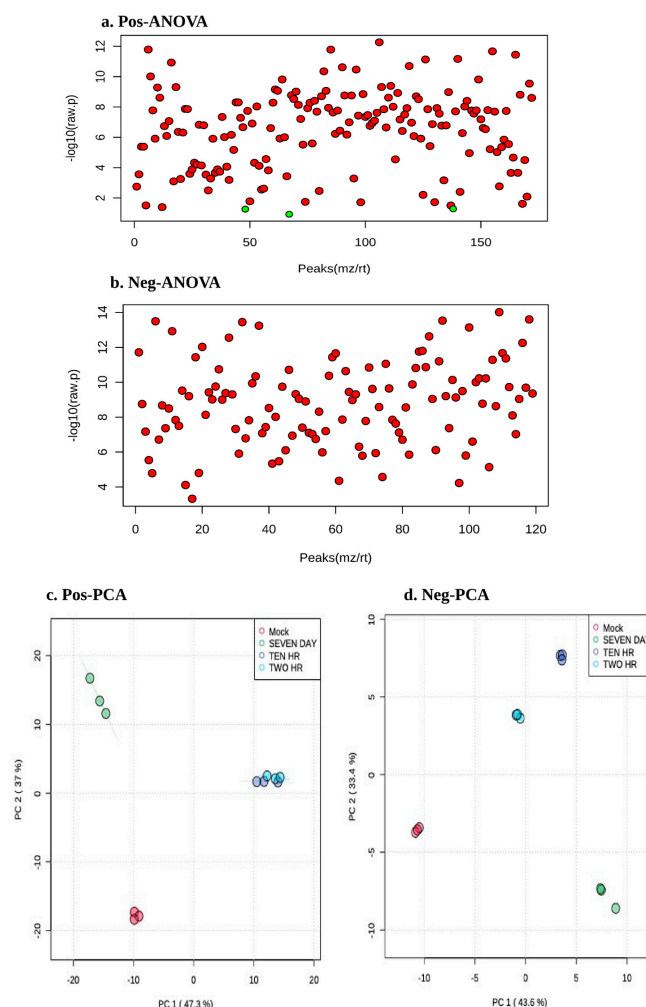 a. Pos-ANOVA
12
10
8
6
4
2
-log10(raw.p)
0 50 100 150
Peaks(mz/rt)
b. Neg-ANOVA
14
12
10
8
6
4
-log10(raw.p)
0 20 40 60 80 100 120
Peaks(mz/rt)
c. Pos-PCA
Mock
SEVEN DAY
TEN HR
TWO HR
20
10
0
-10
-20
PC 2 ( 37 %)
-20 -10 0 10 20
PC 1 ( 47.3 %)
d. Neg-PCA
Mock
SEVEN DAY
TEN HR
TWO HR
10
5
0
-5
-10
PC 2 ( 33.4 %)
-10 -5 0 5 10
PC 1 ( 43.6 %)